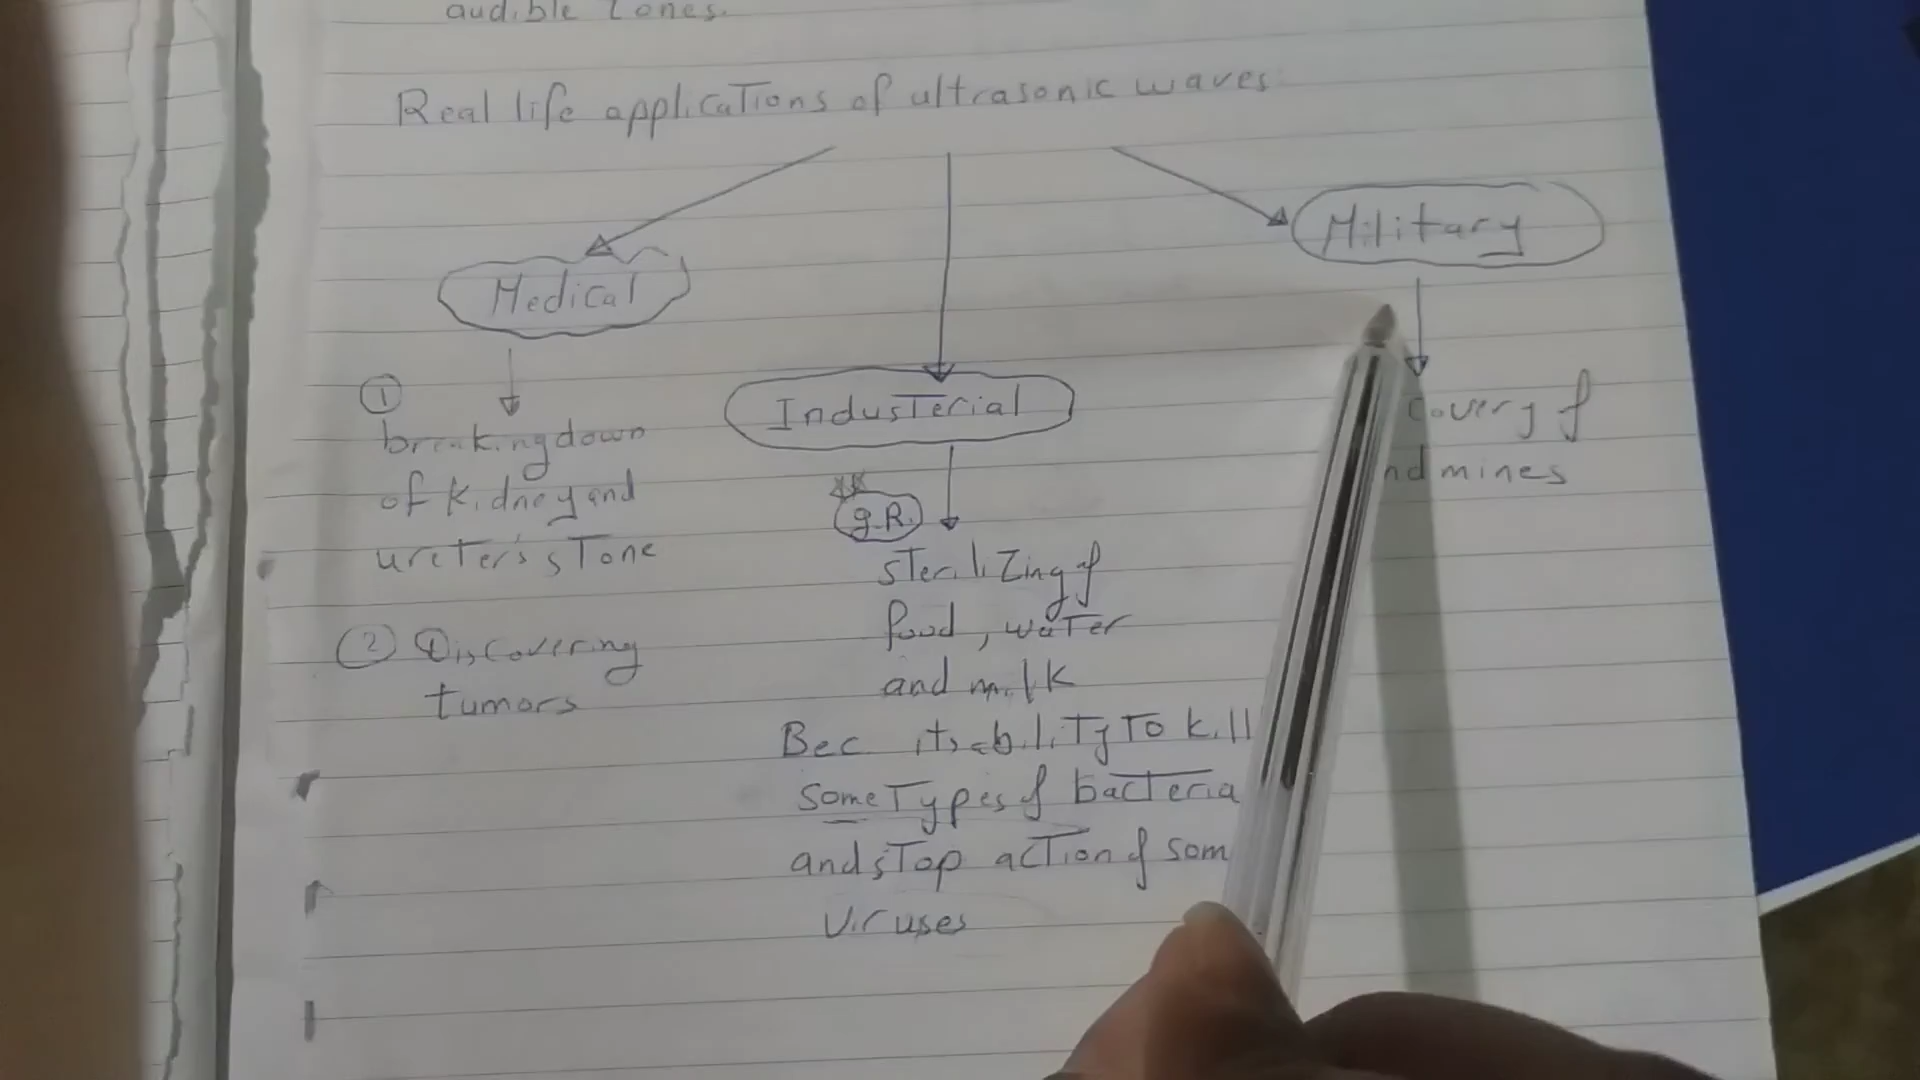 audible Tones.
Real life applications of ultrasonic waves:
Medical
1
breaking down
of kidney and
ureter's stone
2 Discovering
tumors
Industerial
g.R.
sterilizing of
food, water
and milk
Bec its ability To kill
some Types of bacteria
and stop action of som
viruses
Military
covery of
nd mines